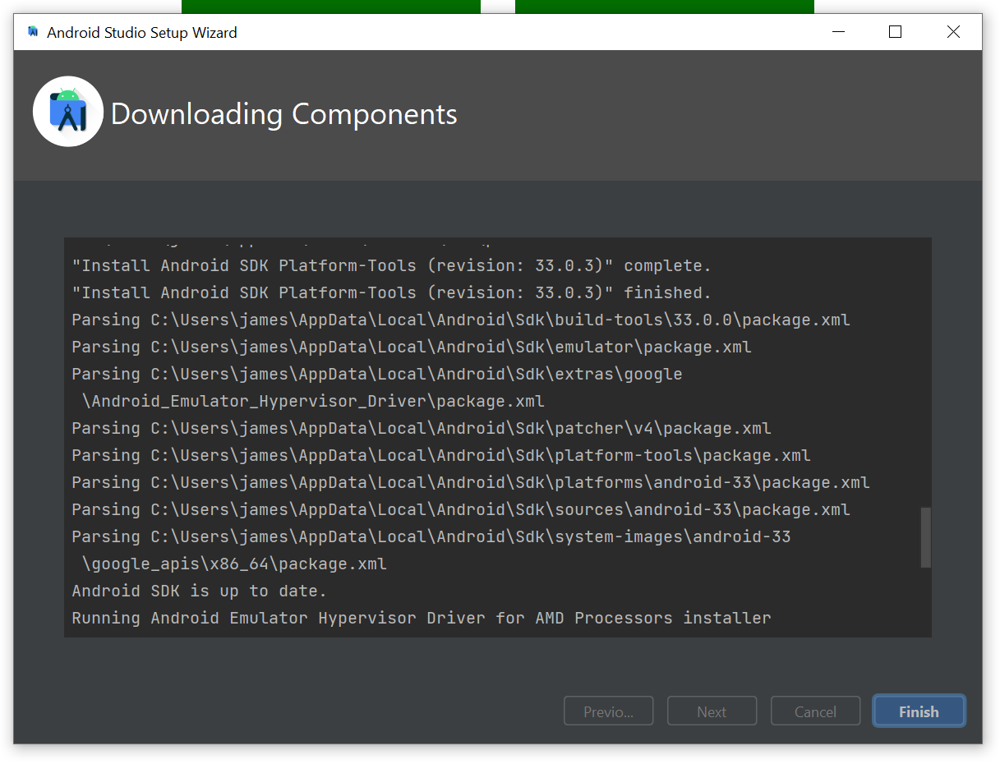 Android Studio Setup Wizard
Downloading Components
"Install Android SDK Platform-Tools (revision: 33.0.3)" complete.
"Install Android SDK Platform-Tools (revision: 33.0.3)" finished.
Parsing C:\Users\james\AppData\Local\Android\Sdk\build-tools\33.0.0\package.xml
Parsing C:\Users\james\AppData\Local\Android\Sdk\emulator\package.xml
Parsing C:\Users\james\AppData\Local\Android\Sdk\extras\google
\Android_Emulator_Hypervisor_Driver\package.xml
Parsing C:\Users\james\AppData\Local\Android\Sdk\patcher\v4\package.xml
Parsing C:\Users\james\AppData\Local\Android\Sdk\platform-tools\package.xml
Parsing C:\Users\james\AppData\Local\Android\Sdk\platforms\android-33\package.xml
Parsing C:\Users\james\AppData\Local\Android\Sdk\sources\android-33\package.xml
Parsing C:\Users\james\AppData\Local\Android\Sdk\system-images\android-33
\google_apis\x86_64\package.xml
Android SDK is up to date.
Running Android Emulator Hypervisor Driver for AMD Processors installer
Previo... Next Cancel Finish